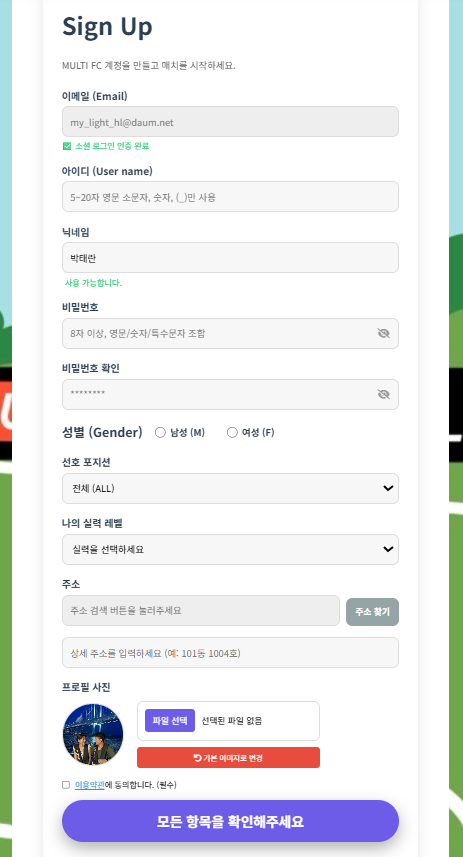 Sign Up
MULTI FC 계정을 만들고 매치를 시작하세요.
이메일 (Email)
my_light_hl@daum.net
소셜 로그인 인증 완료
아이디 (User name)
5~20자 영문 소문자, 숫자, (_)만 사용
닉네임
박태란
사용 가능합니다.
비밀번호
8자 이상, 영문/숫자/특수문자 조합
비밀번호 확인
********
성별 (Gender) 남성 (M) 여성 (F)
선호 포지션
전체 (ALL)
나의 실력 레벨
실력을 선택하세요
주소
주소 검색 버튼을 눌러주세요 주소 찾기
상세 주소를 입력하세요 (예: 101동 1004호)
프로필 사진
파일 선택 선택된 파일 없음
기본 이미지로 변경
이용약관에 동의합니다. (필수)
모든 항목을 확인해주세요